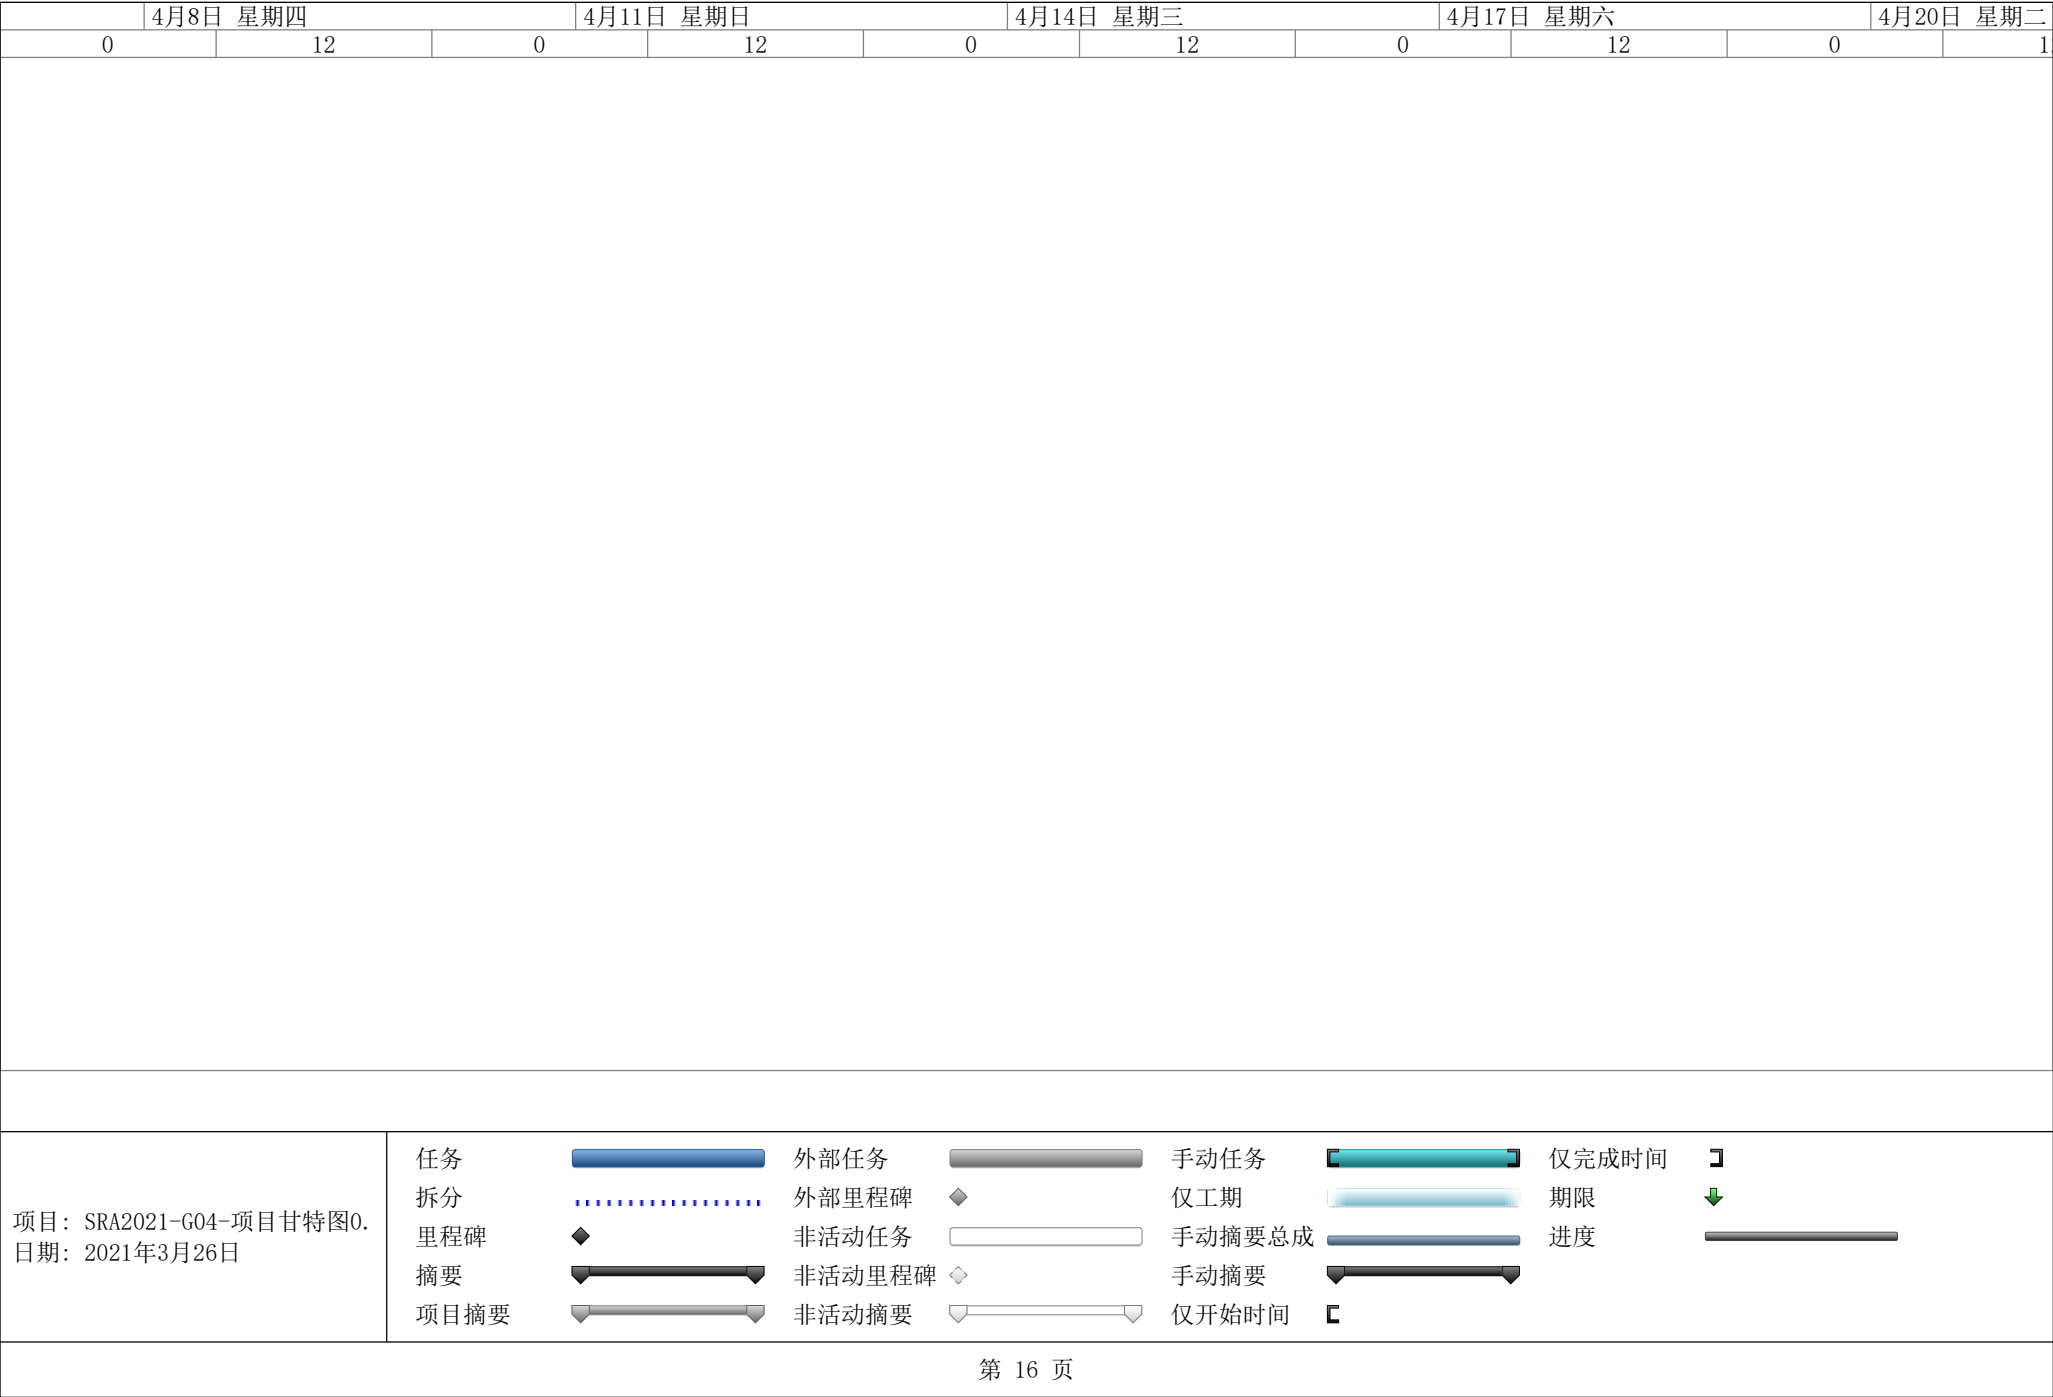 4月8日 星期四 4月11日 星期日 4月14日 星期三 4月17日 星期六 4月20日 星期二
0 12 0 12 0 12 0 12 0
任务 外部任务 手动任务 仅完成时间
拆分 外部里程碑 仅工期 期限
项目: SRA2021-G04-项目甘特图0.
里程碑 非活动任务 手动摘要总成 进度
日期: 2021年3月26日
摘要 非活动里程碑 手动摘要
项目摘要 非活动摘要 仅开始时间
第 16 页